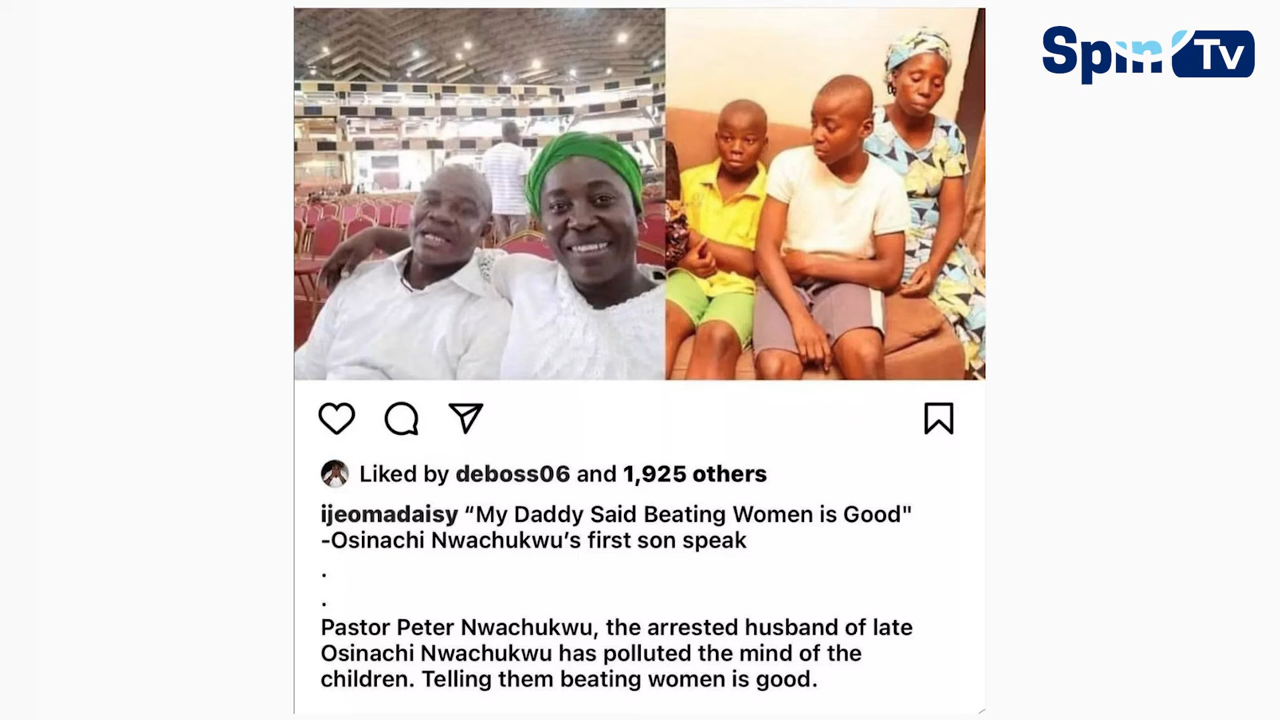 Spin Tv
Liked by deboss06 and 1,925 others
ijeomadaisy “My Daddy Said Beating Women is Good"
-Osinachi Nwachukwu’s first son speak
.
.
Pastor Peter Nwachukwu, the arrested husband of late
Osinachi Nwachukwu has polluted the mind of the
children. Telling them beating women is good.